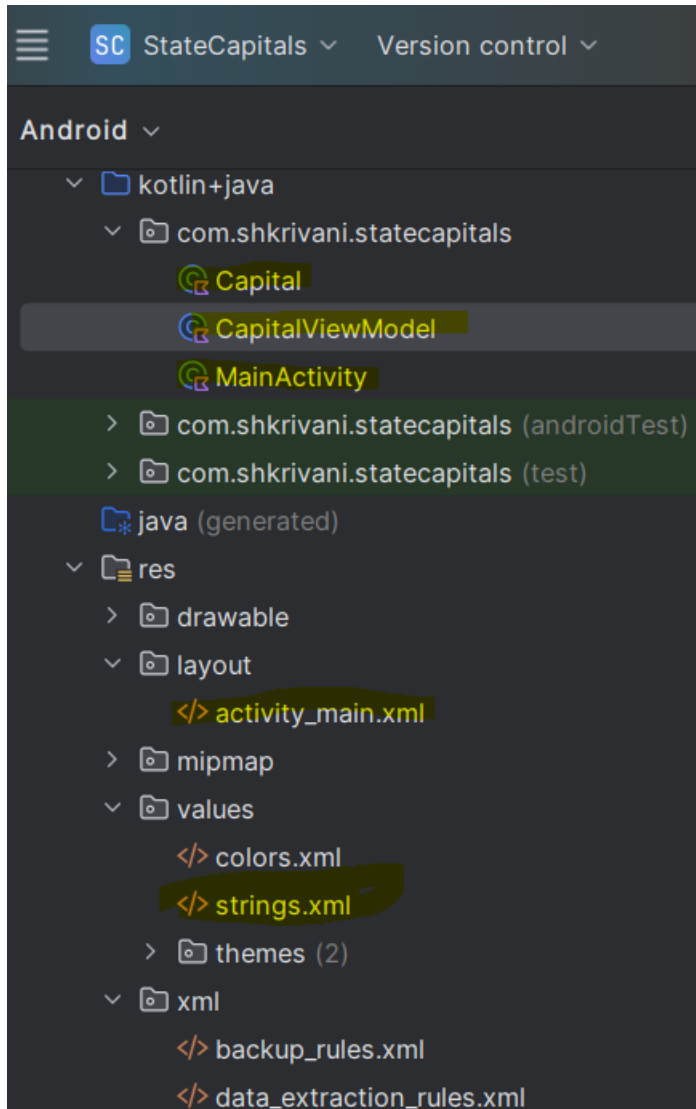 SC StateCapitals Version control
Android
kotlin+java
com.shkrivani.statecapitals
Capital
CapitalViewModel
MainActivity
com.shkrivani.statecapitals (androidTest)
com.shkrivani.statecapitals (test)
java (generated)
res
drawable
layout
</> activity_main.xml
mipmap
values
</> colors.xml
</> strings.xml
themes (2)
xml
</> backup_rules.xml
</> data_extraction_rules.xml